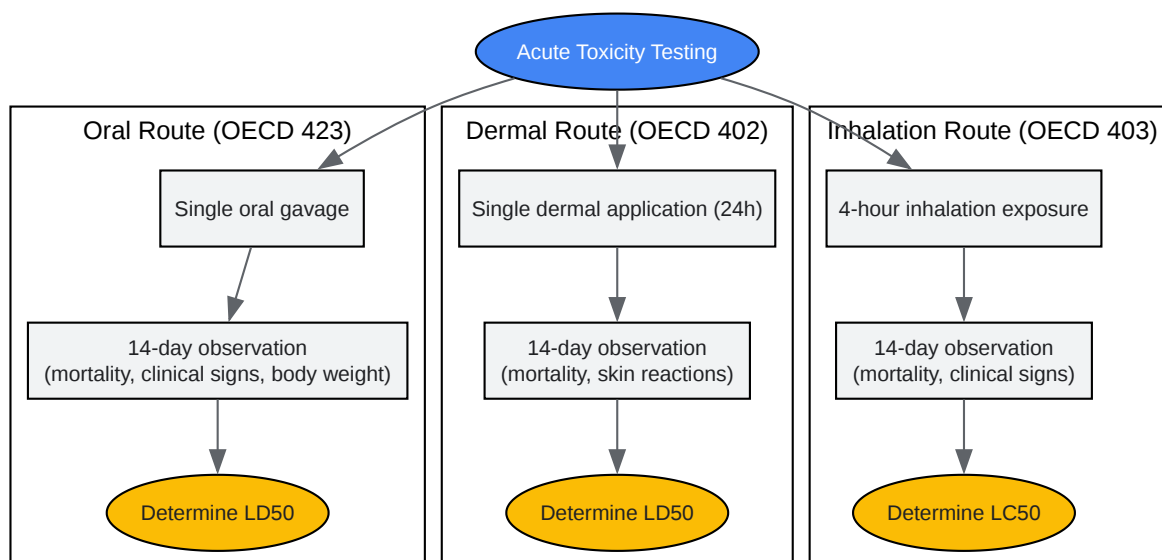 Acute Toxicity Testing
Oral Route (OECD 423)
Single oral gavage
14-day observation
(mortality, clinical signs, body weight)
Determine LD50
Dermal Route (OECD 402)
Single dermal application (24h)
14-day observation
(mortality, skin reactions)
Determine LD50
Inhalation Route (OECD 403)
4-hour inhalation exposure
14-day observation
(mortality, clinical signs)
Determine LC50